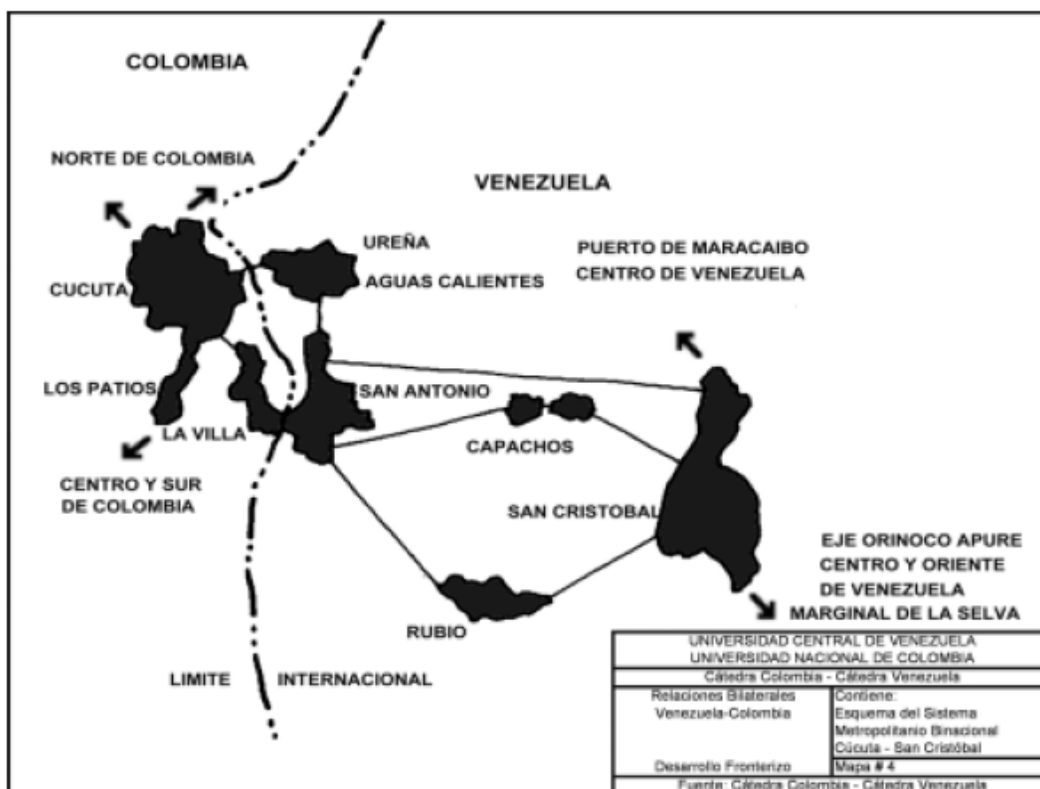 COLOMBIA
NORTE DE COLOMBIA
VENEZUELA
UREÑA
AGUAS CALIENTES
PUERTO DE MARACAIBO
CENTRO DE VENEZUELA
CUCUTA
LOS PATIOS
SAN ANTONIO
LA VILLA
CAPACHOS
CENTRO Y SUR
DE COLOMBIA
SAN CRISTOBAL
EJE ORINOCO APURE
CENTRO Y ORIENTE
DE VENEZUELA
MARGINAL DE LA SELVA
RUBIO
LIMITE INTERNACIONAL
UNIVERSIDAD CENTRAL DE VENEZUELA
UNIVERSIDAD NACIONAL DE COLOMBIA
Cátedra Colombia - Cátedra Venezuela
Relaciones Bilaterales
Venezuela-Colombia
Desarrollo Fronterizo
Contiene:
Esquema del Sistema
Metropolitanio Binacional
Cúcuta - San Cristóbal
Mapa # 4
Fuente: Cátedra Colombia - Cátedra Venezuela